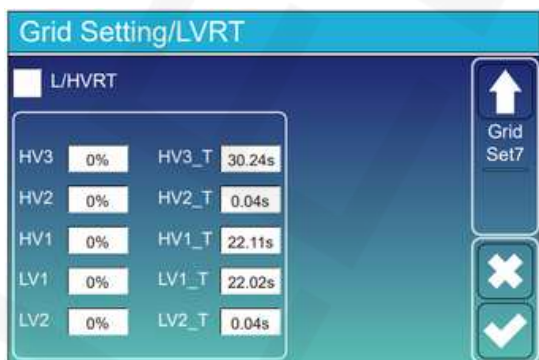 Grid Setting/LVRT
L/HVRT
HV3 0% HV3_T 30.24s
HV2 0% HV2_T 0.04s
HV1 0% HV1_T 22.11s
LV1 0% LV1_T 22.02s
LV2 0% LV2_T 0.04s
Grid
Set7